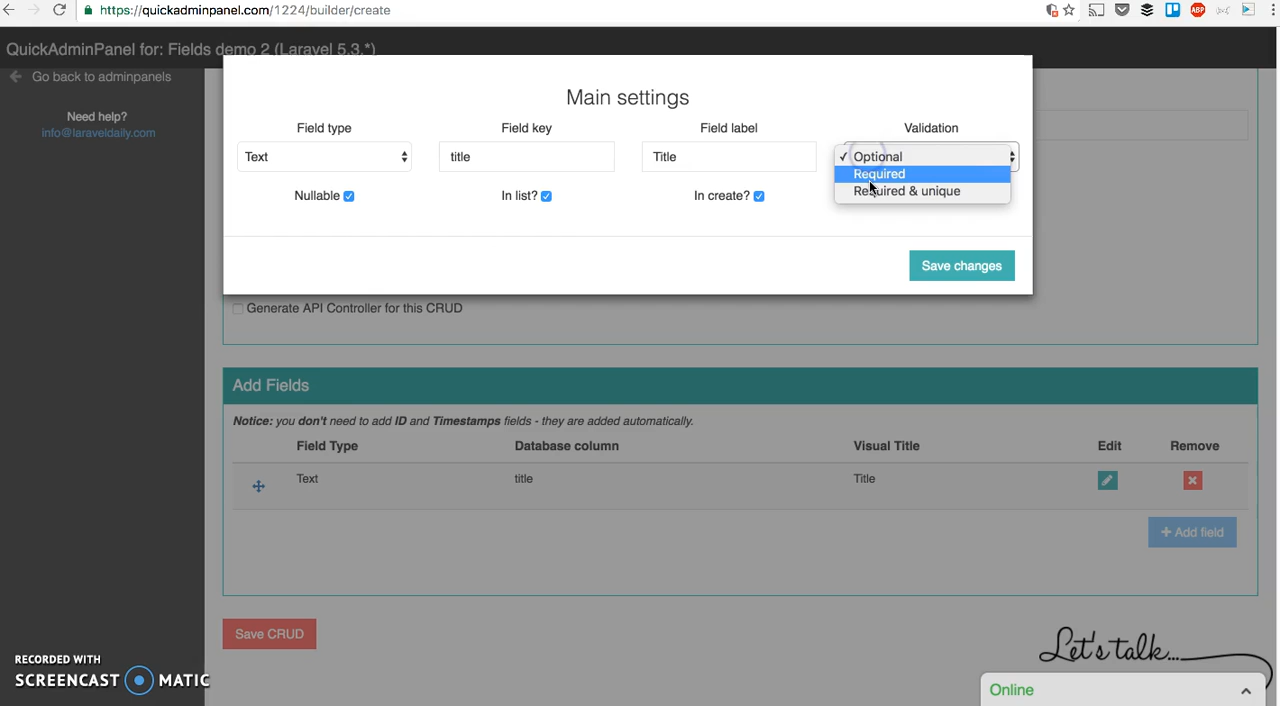 https://quickadminpanel.com/1224/builder/create
ABP
QuickAdminPanel for: Fields demo 2 (Laravel 5.3.*)
Go back to adminpanels
Need help?
info@laraveldaily.com
Main settings
Field type Field key Field label Validation
Text title Title ✓ Optional
Required
Required & unique
Nullable In list? In create?
Save changes
Generate API Controller for this CRUD
Add Fields
Notice: you don't need to add ID and Timestamps fields - they are added automatically.
Field Type Database column Visual Title Edit Remove
Text title Title
+ Add field
Save CRUD
Let's talk...
RECORDED WITH
SCREENCAST MATIC
Online